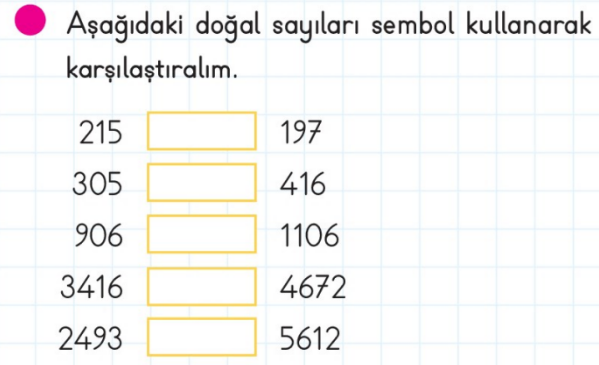 Aşağıdaki doğal sayıları sembol kullanarak
karşılaştıralım.
215 197
305 416
906 1106
3416 4672
2493 5612